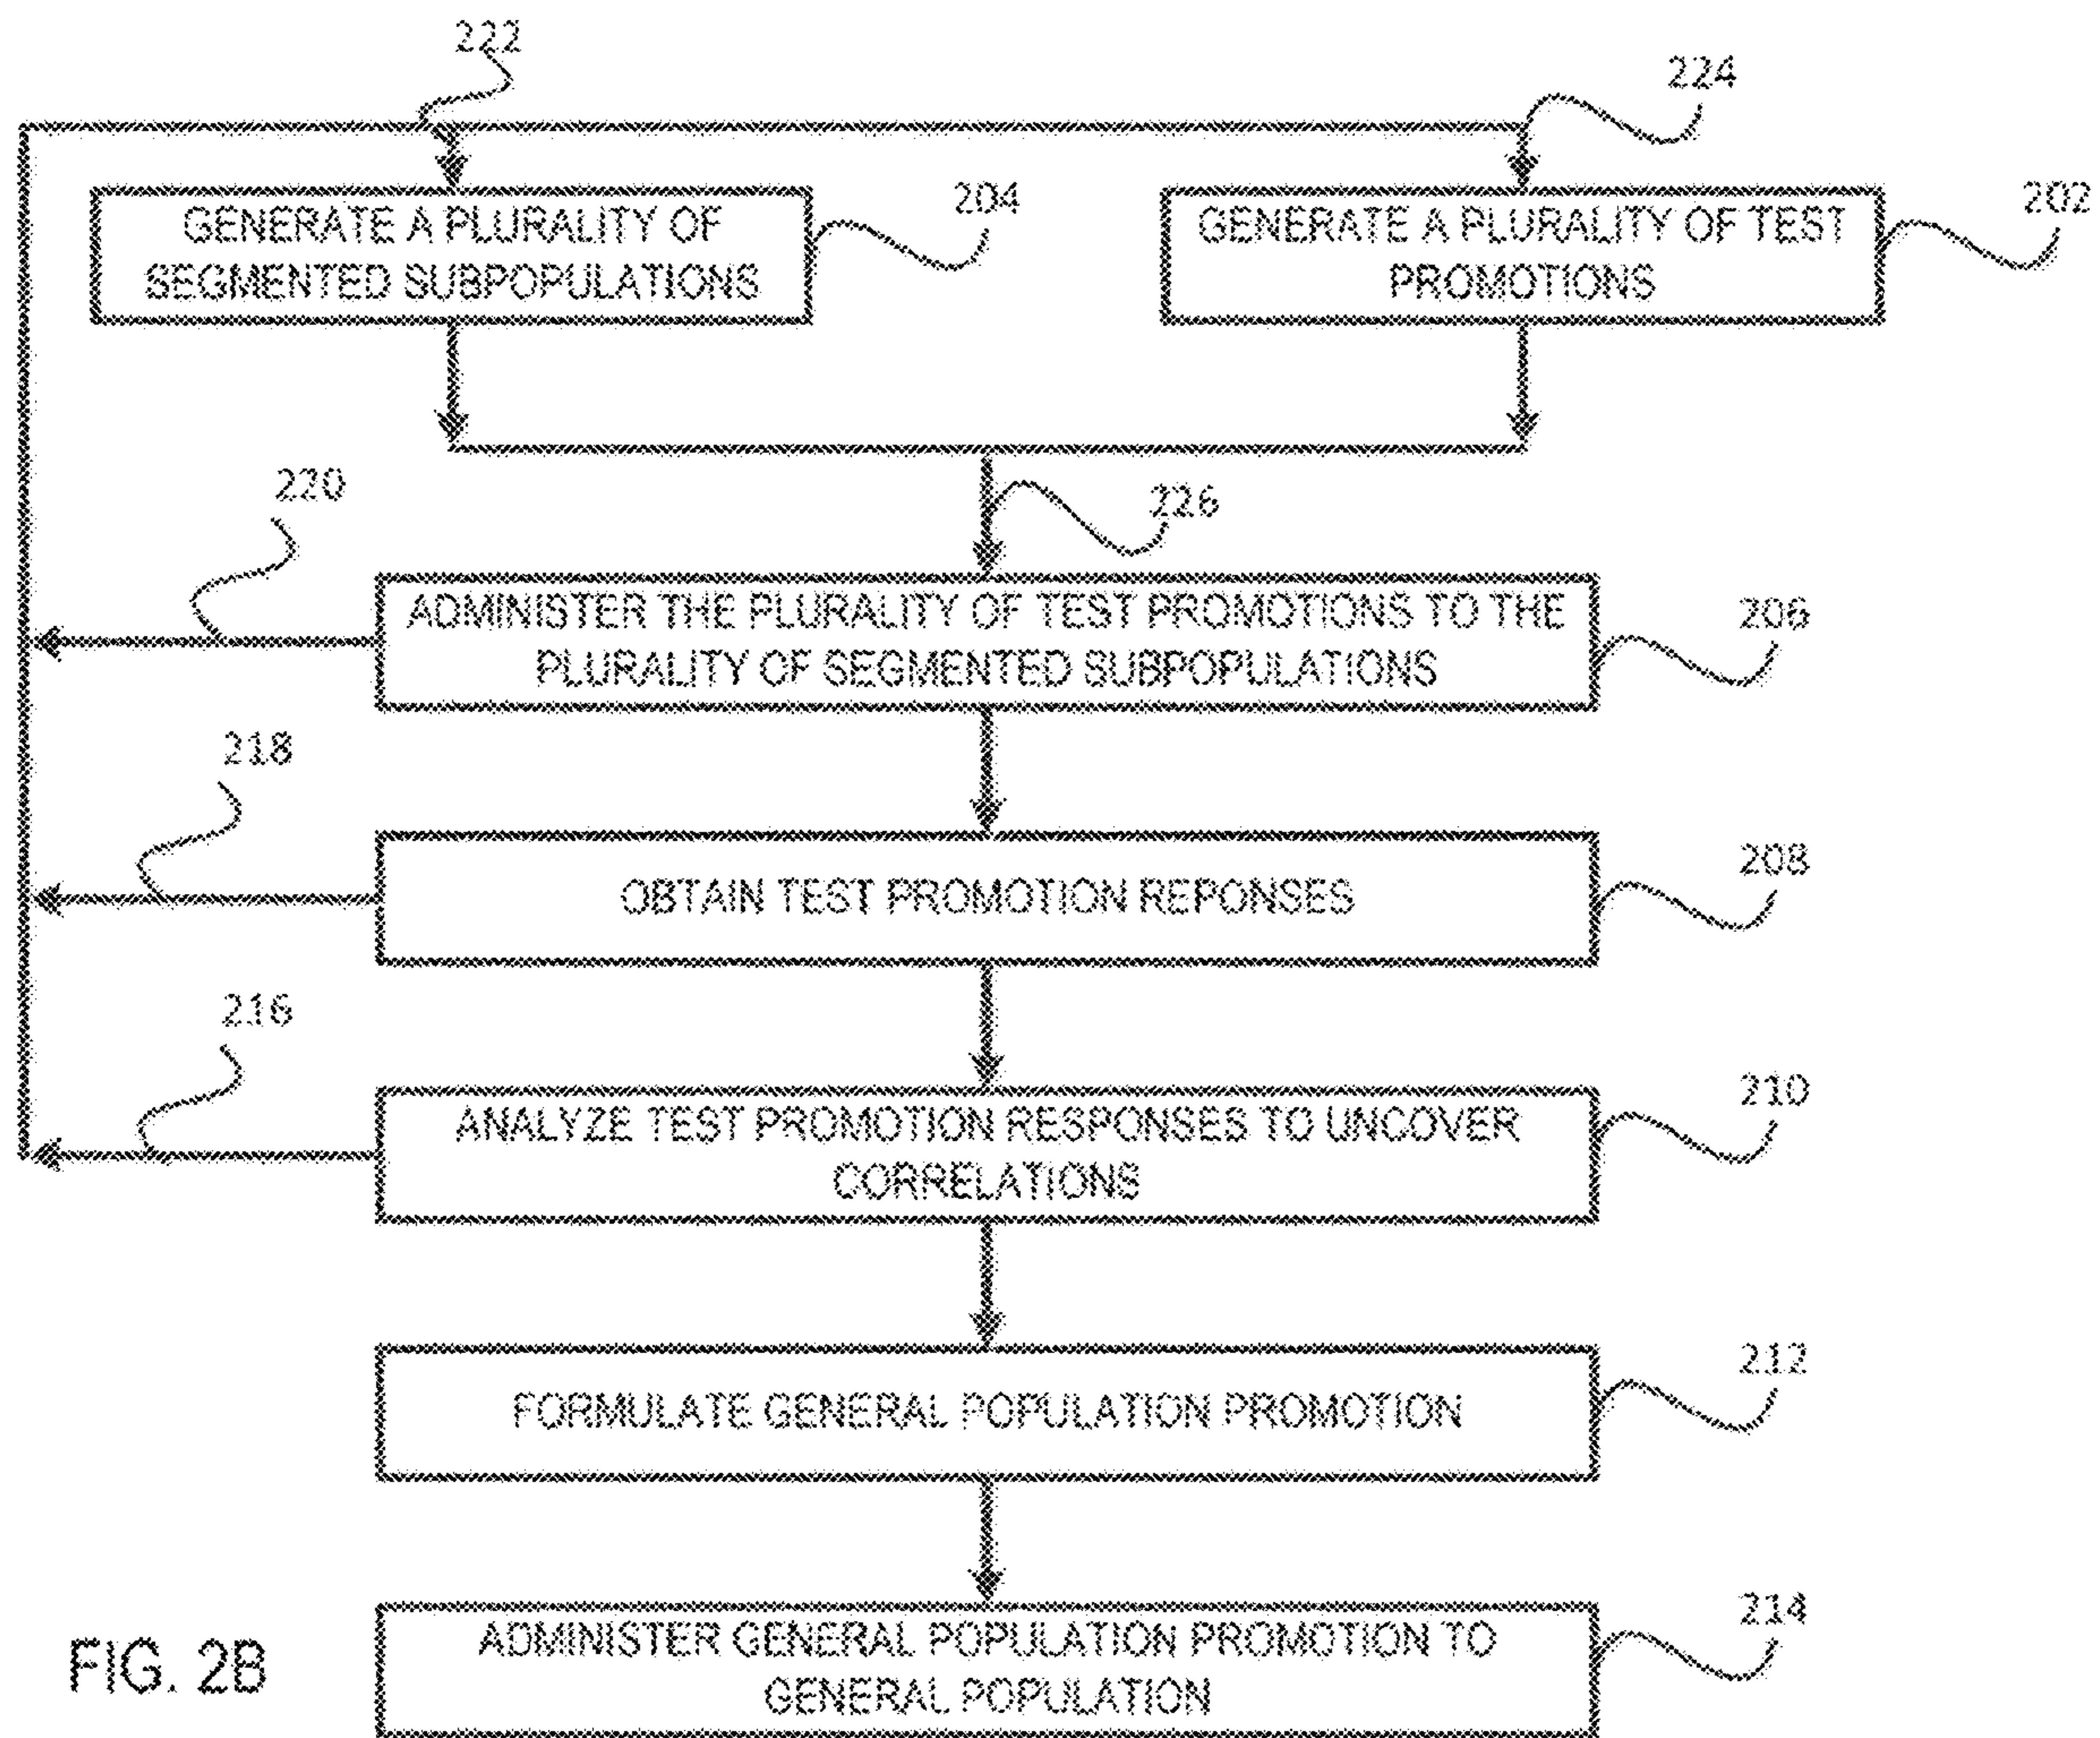 222
224
204
202
GENERATE A PLURALITY OF
SEGMENTED SUBPOPULATIONS
GENERATE A PLURALITY OF TEST
PROMOTIONS
220
226
ADMINISTER THE PLURALITY OF TEST PROMOTIONS TO THE
PLURALITY OF SEGMENTED SUBPOPULATIONS
206
218
OBTAIN TEST PROMOTION REPONSES
208
216
ANALYZE TEST PROMOTION RESPONSES TO UNCOVER
CORRELATIONS
210
FORMULATE GENERAL POPULATION PROMOTION
212
ADMINISTER GENERAL POPULATION PROMOTION TO
GENERAL POPULATION
214
FIG. 2B